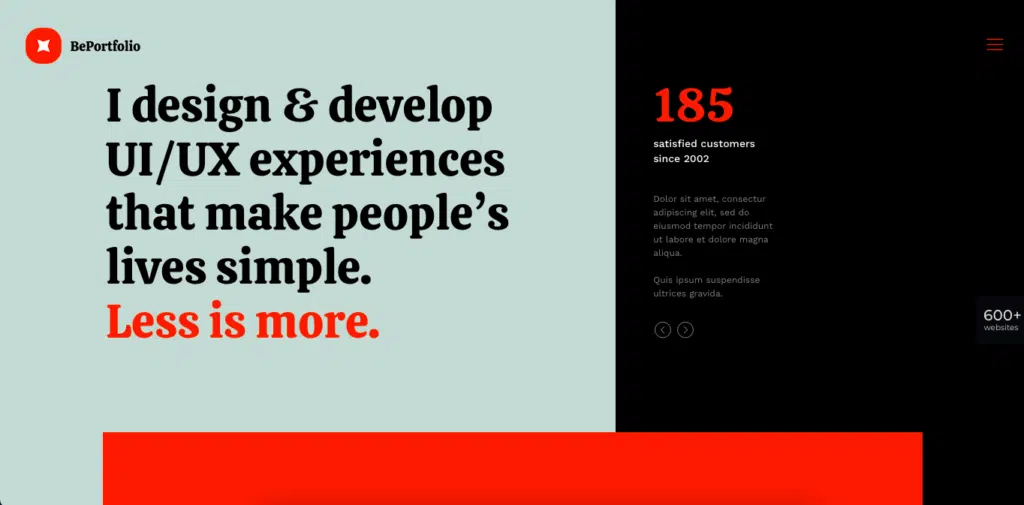 BePortfolio
I design & develop
UI/UX experiences
that make people’s
lives simple.
Less is more.
185
satisfied customers
since 2002
Dolor sit amet, consectur
adipiscing elit, sed do
eiusmod tempor incididunt
ut labore et dolore magna
aliqua.
Quis ipsum suspendisse
ultrices gravida.
600+
websites